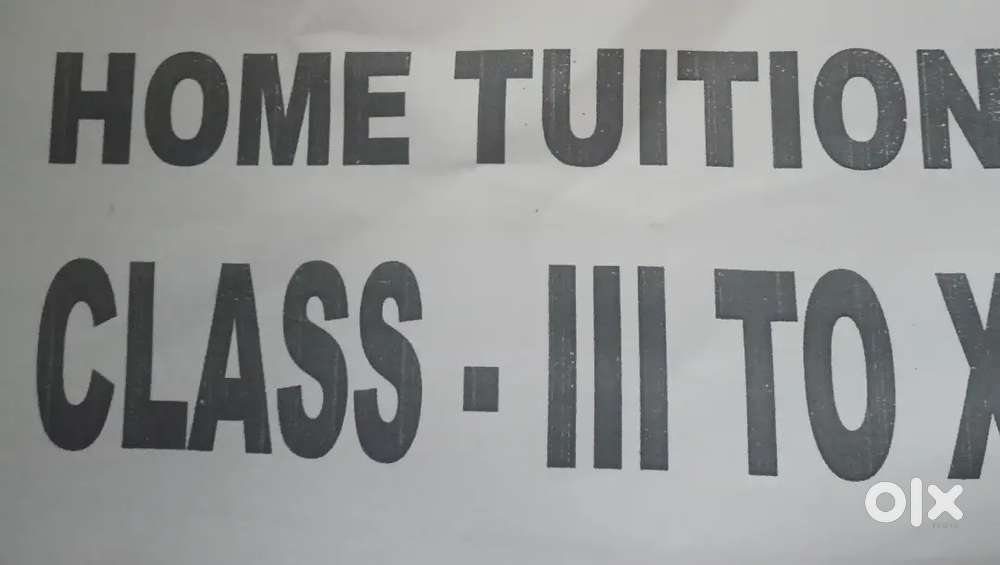 HOME TUITION
CLASS - III TO X
olx